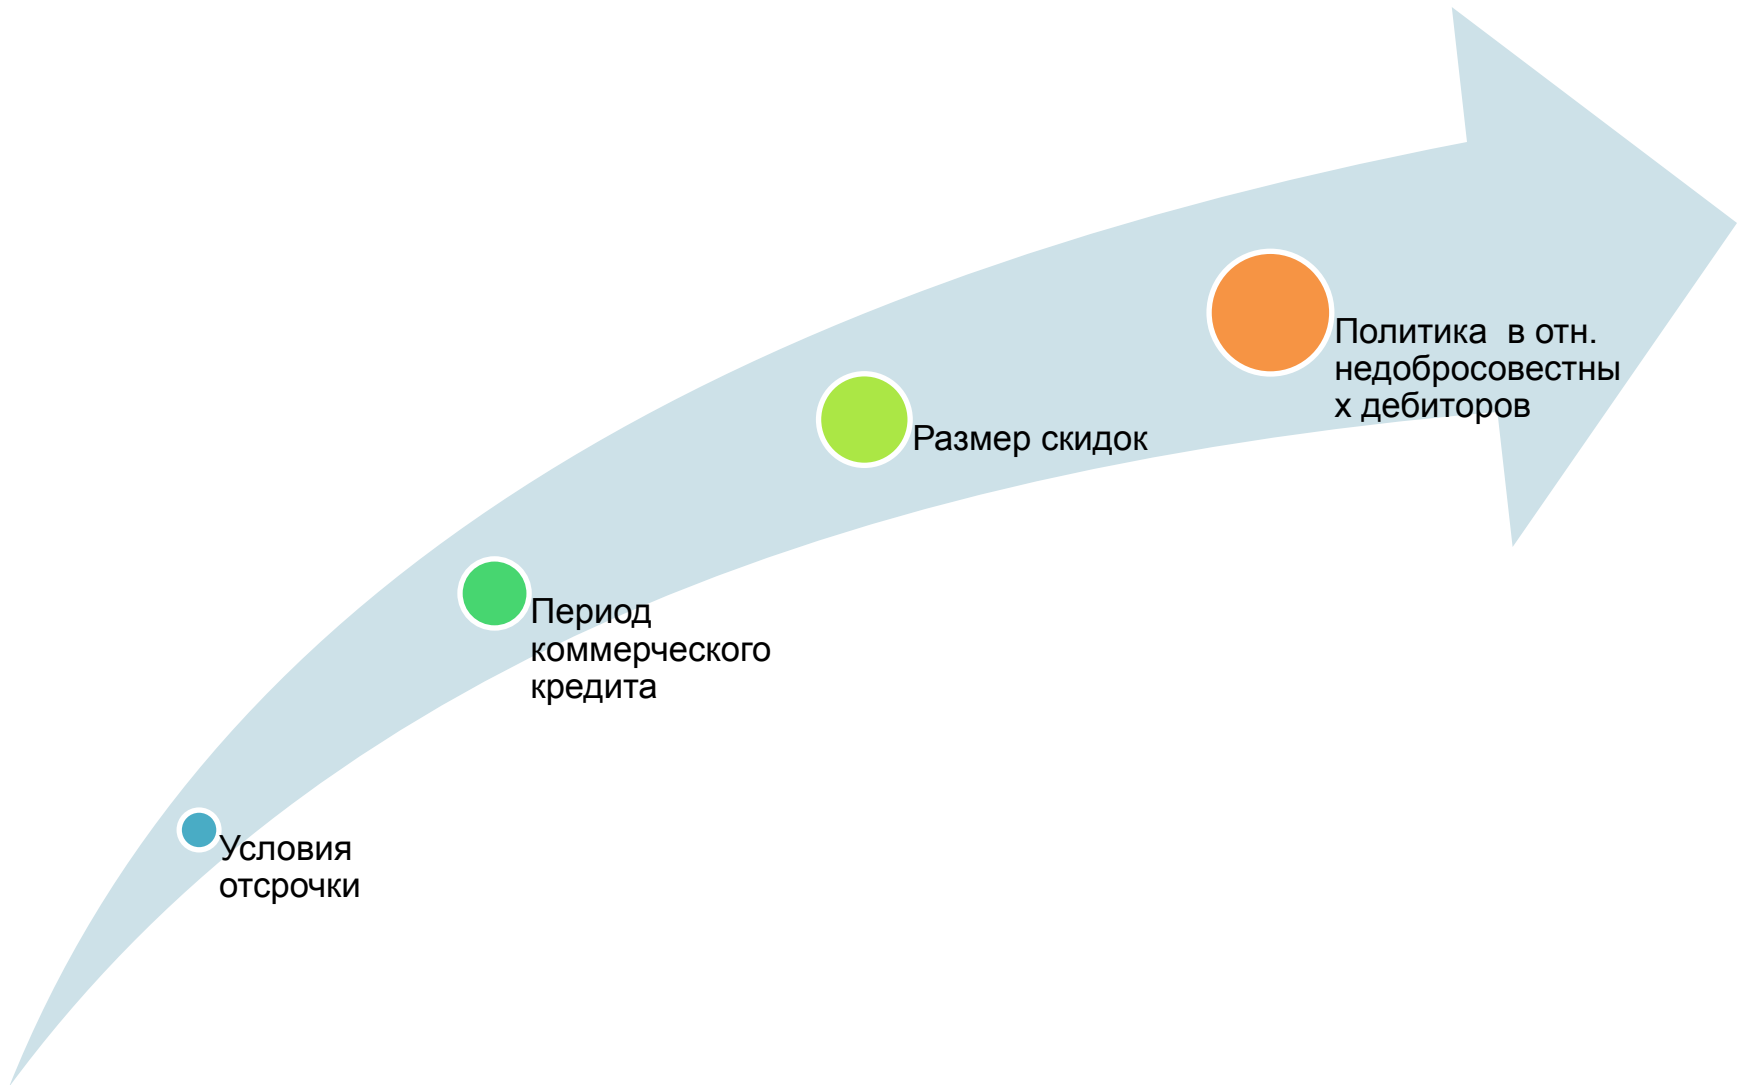 Политика в отн.
недобросовестны
х дебиторов
Размер скидок
Период
коммерческого
кредита
Условия
отсрочки